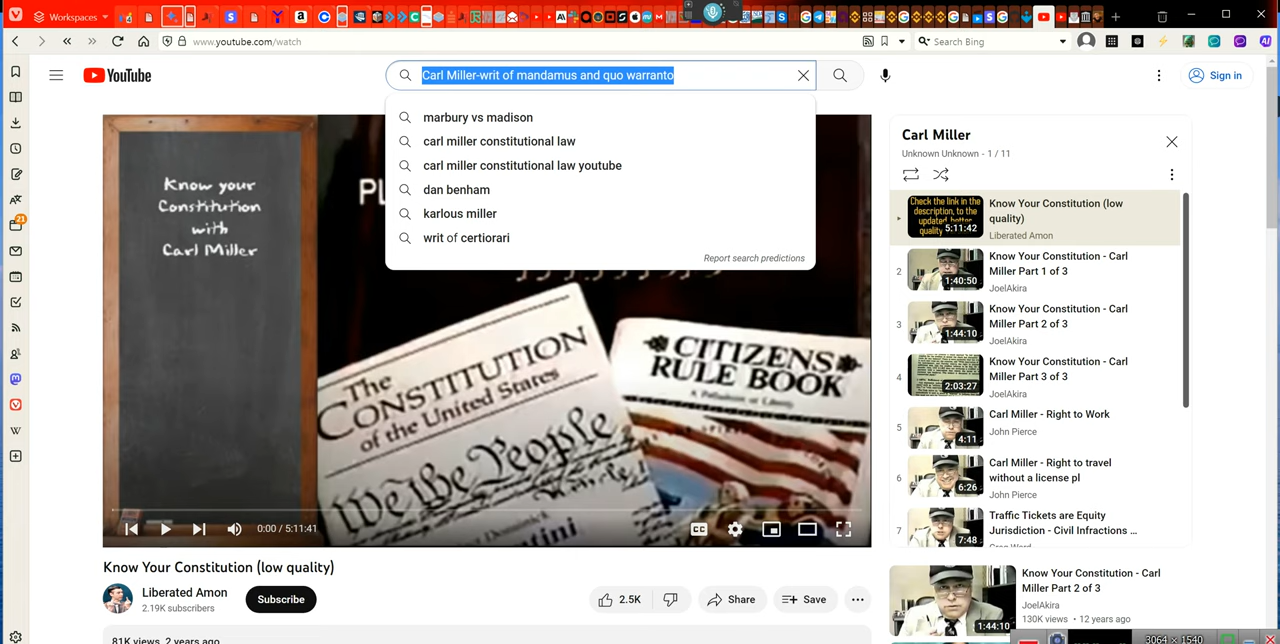 Workspaces
www.youtube.com/watch
Search Bing
YouTube
Carl Miller-writ of mandamus and quo warranto
Sign in
marbury vs madison
carl miller constitutional law
carl miller constitutional law youtube
dan benham
karlous miller
writ of certiorari
Report search predictions
21
Know your
Constitution
with
Carl Miller
The
CONSTITUTION
of the United States
We the People
CITIZENS
RULE BOOK
0:00 / 5:11:41
CC
Know Your Constitution (low quality)
Liberated Amon
2.19K subscribers
Subscribe
2.5K
Share
Save
81K views 2 years ago
Carl Miller
Unknown Unknown - 1 / 11
Check the link in the
description, to the
updated, better
quality
5:11:42
Know Your Constitution (low
quality)
Liberated Amon
2
1:40:50
Know Your Constitution - Carl
Miller Part 1 of 3
JoelAkira
3
1:44:10
Know Your Constitution - Carl
Miller Part 2 of 3
JoelAkira
4
2:03:27
Know Your Constitution - Carl
Miller Part 3 of 3
JoelAkira
5
4:11
Carl Miller - Right to Work
John Pierce
6
6:26
Carl Miller - Right to travel
without a license pl
John Pierce
7
7:48
Traffic Tickets are Equity
Jurisdiction - Civil Infractions ...
Greg Ward
1:44:10
Know Your Constitution - Carl
Miller Part 2 of 3
JoelAkira
130K views • 12 years ago
3064 × 1540